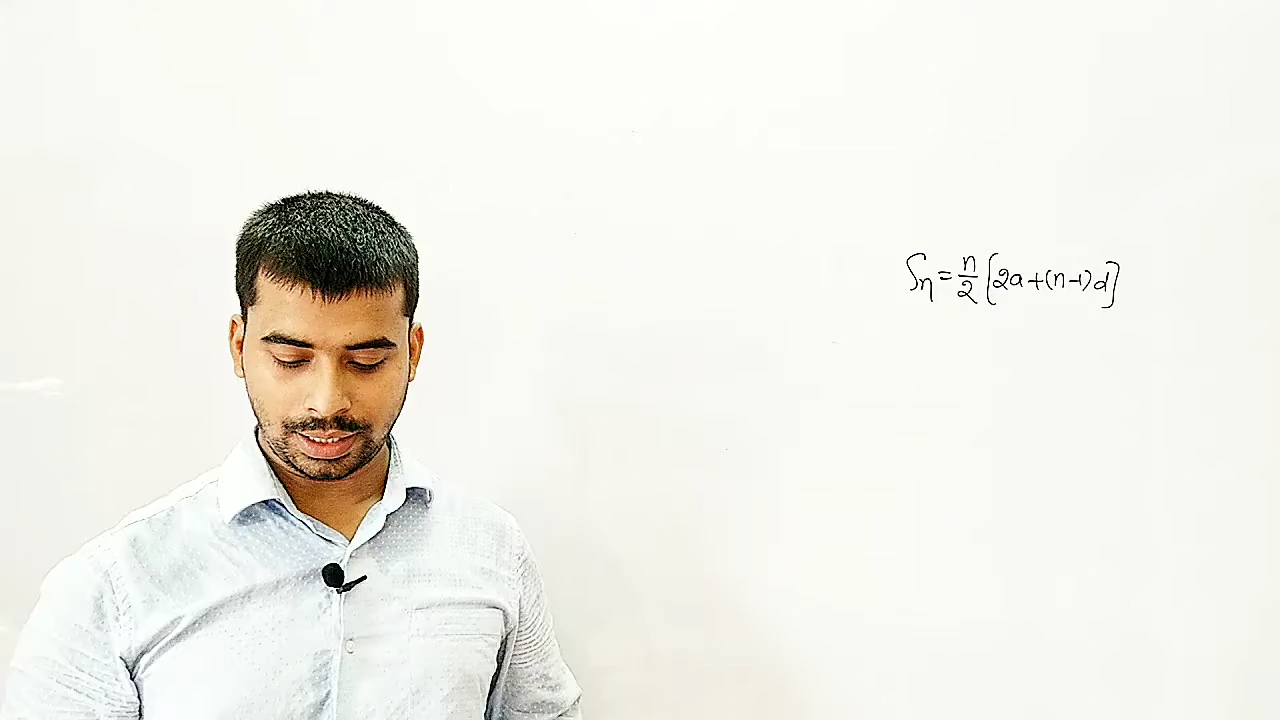 Sn = n/2 [2a+(n-1)d]